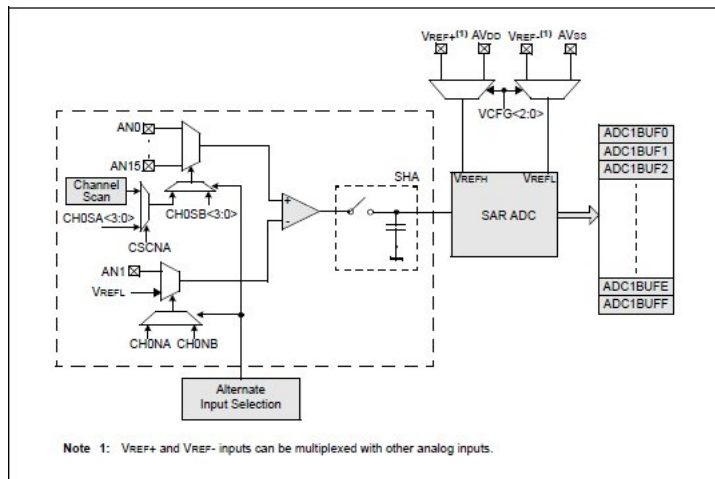 VREF+(1) AVDD VREF-(1) AVSS
VCFG<2:0>
AN0
AN15
Channel
Scan
CH0SA<3:0>
CH0SB<3:0>
CSCNA
AN1
VREFL
CH0NA CH0NB
+
-
SHA
VREFH VREFL
SAR ADC
ADC1BUF0
ADC1BUF1
ADC1BUF2
ADC1BUFE
ADC1BUFF
Alternate
Input Selection
Note 1: VREF+ and VREF- inputs can be multiplexed with other analog inputs.